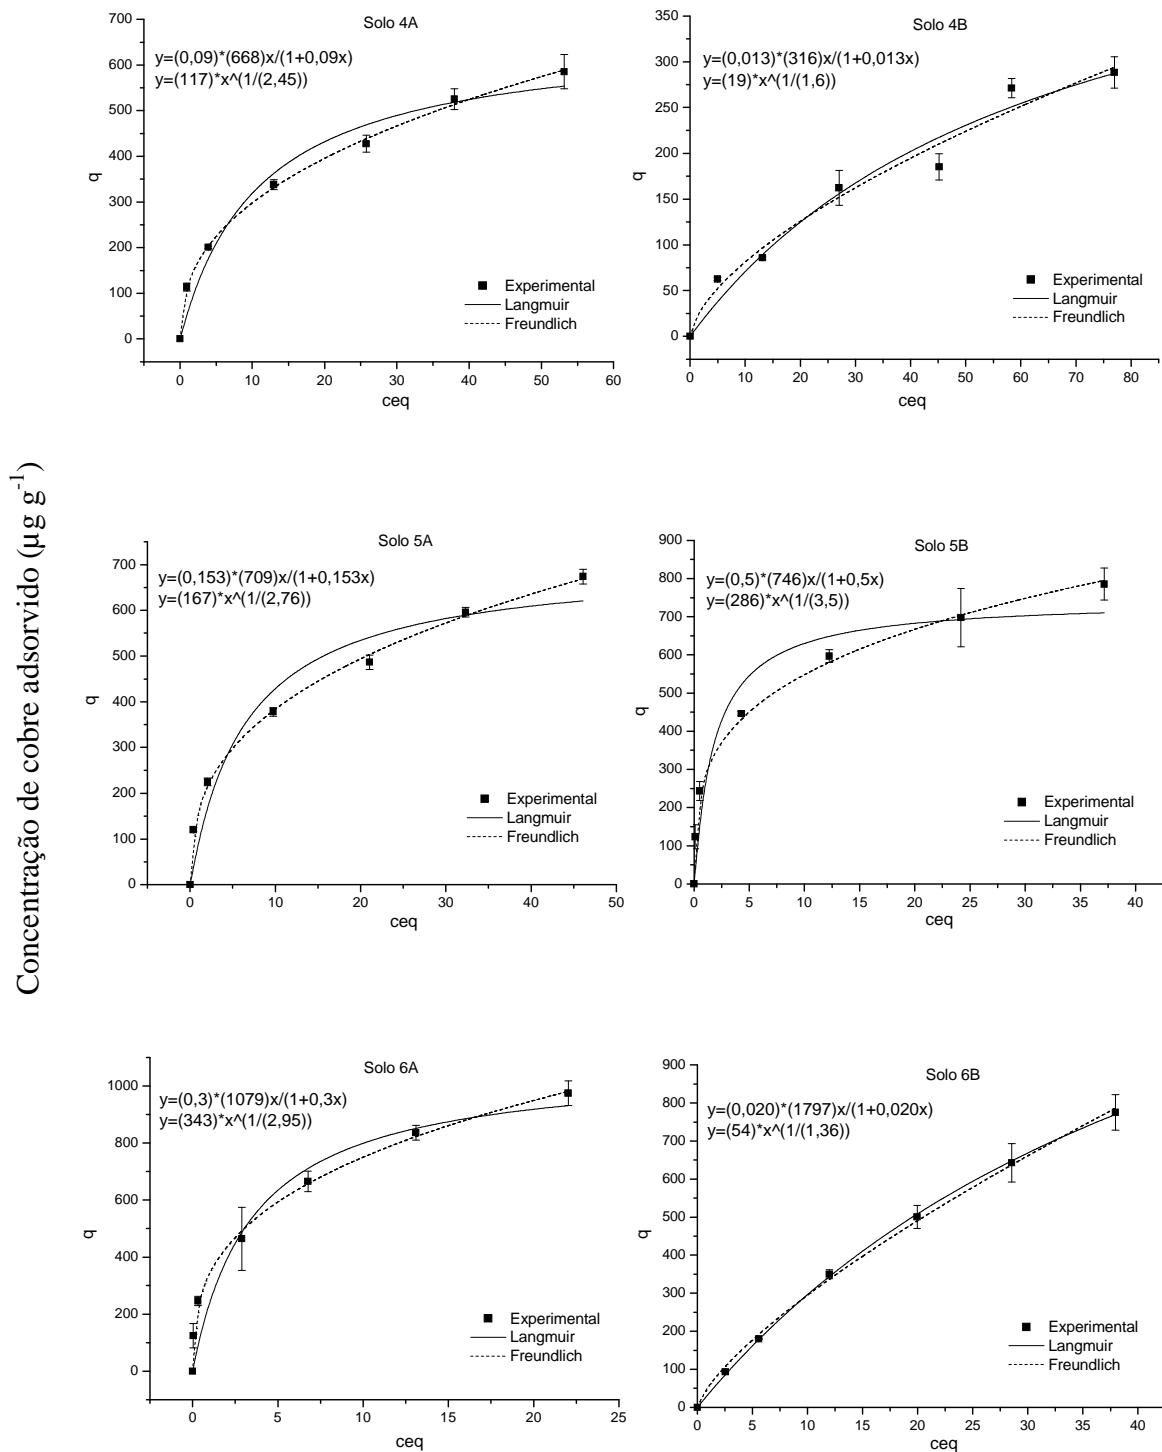 Concentração de cobre adsorvido (µg g-1)
Solo 4A
y=(0,09)*(668)x/(1+0,09x)
y=(117)*x^(1/(2,45))
700
600
500
400
300
200
100
0
q
Experimental
Langmuir
Freundlich
0 10 20 30 40 50 60
ceq
Solo 4B
y=(0,013)*(316)x/(1+0,013x)
y=(19)*x^(1/(1,6))
350
300
250
200
150
100
50
0
q
Experimental
Langmuir
Freundlich
0 10 20 30 40 50 60 70 80
ceq
Solo 5A
y=(0,153)*(709)x/(1+0,153x)
y=(167)*x^(1/(2,76))
700
600
500
400
300
200
100
0
q
Experimental
Langmuir
Freundlich
0 10 20 30 40 50
ceq
Solo 5B
y=(0,5)*(746)x/(1+0,5x)
y=(286)*x^(1/(3,5))
900
800
700
600
500
400
300
200
100
0
q
Experimental
Langmuir
Freundlich
0 5 10 15 20 25 30 35 40
ceq
Solo 6A
y=(0,3)*(1079)x/(1+0,3x)
y=(343)*x^(1/(2,95))
1000
800
600
400
200
0
q
Experimental
Langmuir
Freundlich
0 5 10 15 20 25
ceq
Solo 6B
y=(0,020)*(1797)x/(1+0,020x)
y=(54)*x^(1/(1,36))
900
800
700
600
500
400
300
200
100
0
q
Experimental
Langmuir
Freundlich
0 10 20 30 40
ceq